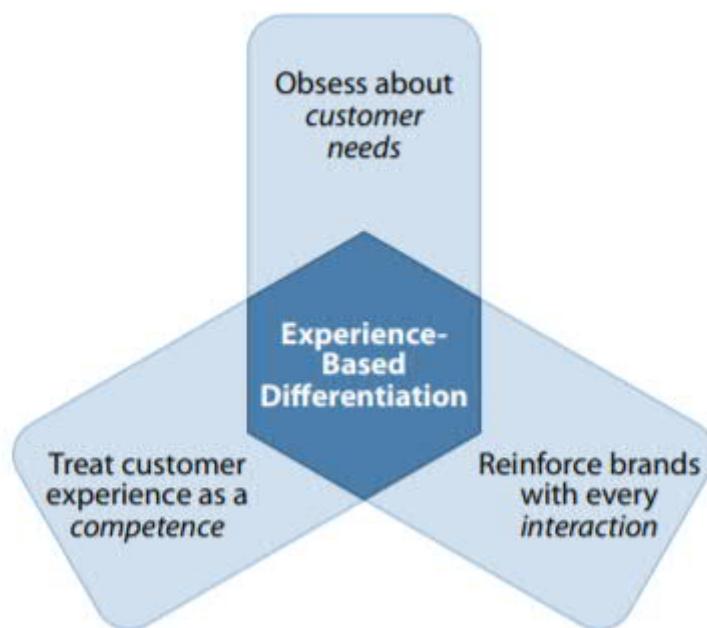 Obsess about
customer
needs
Experience-
Based
Differentiation
Treat customer
experience as a
competence
Reinforce brands
with every
interaction